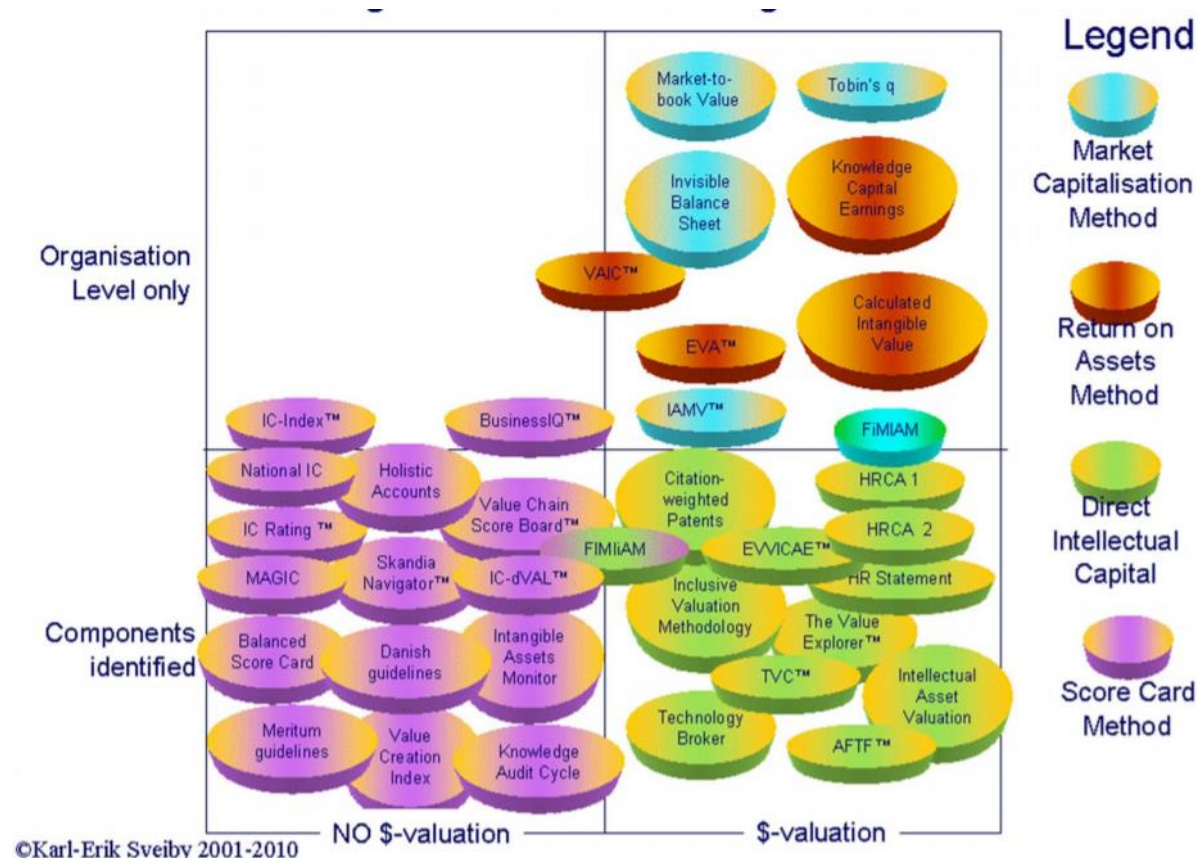 Legend
Market-to-
book Value
Tobin's q
Market
Capitalisation
Method
Invisible
Balance
Sheet
Knowledge
Capital
Earnings
Organisation
Level only
VAIC™
Calculated
Intangible
Value
Return on
Assets
Method
EVA™
IC-Index™
BusinessIQ™
IAMV™
FiMIAM
National IC
Holistic
Accounts
Value Chain
Score Board™
Citation-
weighted
Patents
HRCA 1
Direct
Intellectual
Capital
IC Rating ™
FIMIiAM
EVVICAE™
HRCA 2
MAGIC
Skandia
Navigator™
IC-dVAL™
Inclusive
Valuation
Methodology
HR Statement
The Value
Explorer™
Components
identified
Balanced
Score Card
Danish
guidelines
Intangible
Assets
Monitor
TVC™
Intellectual
Asset
Valuation
Score Card
Method
Meritum
guidelines
Value
Creation
Index
Knowledge
Audit Cycle
Technology
Broker
AFTF™
NO $-valuation
$-valuation
©Karl-Erik Sveiby 2001-2010